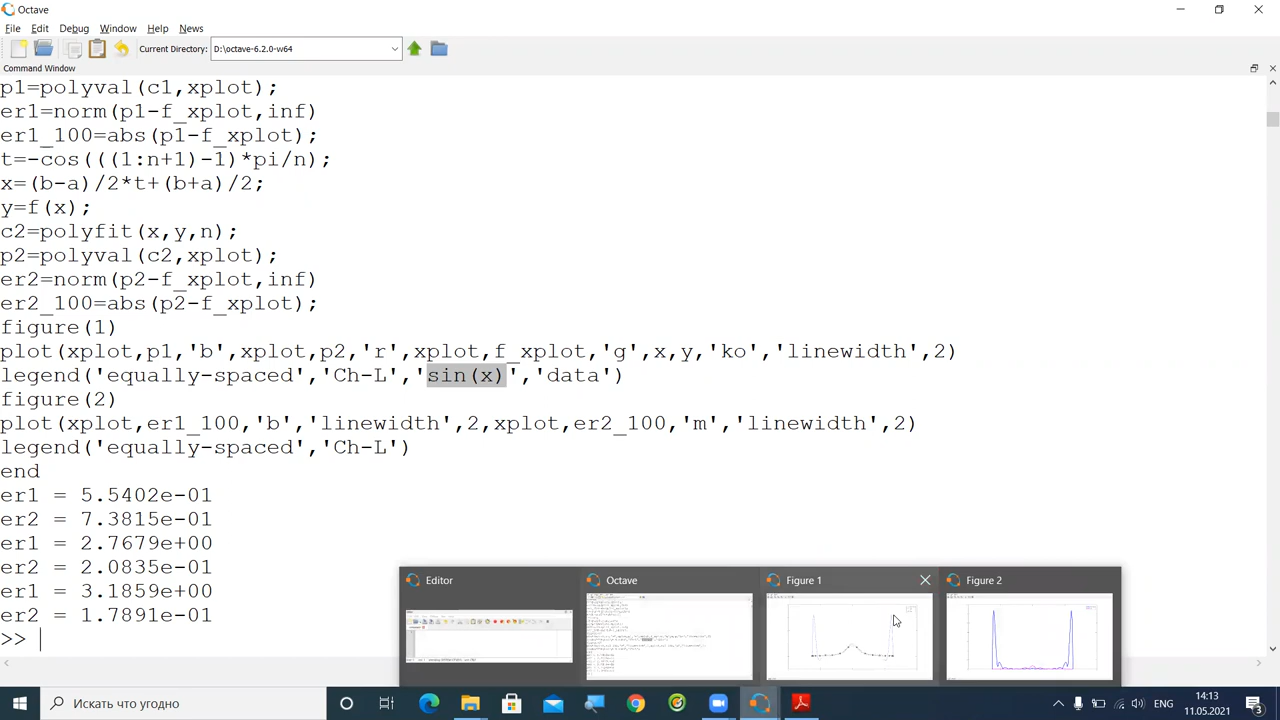 Octave
File Edit Debug Window Help News
Current Directory: D:\octave-6.2.0-w64
Command Window
p1=polyval(c1,xplot);
er1=norm(p1-f_xplot,inf)
er1_100=abs(p1-f_xplot);
t=-cos(((1:n+1)-1)*pi/n);
x=(b-a)/2*t+(b+a)/2;
y=f(x);
c2=polyfit(x,y,n);
p2=polyval(c2,xplot);
er2=norm(p2-f_xplot,inf)
er2_100=abs(p2-f_xplot);
figure(1)
plot(xplot,p1,'b',xplot,p2,'r',xplot,f_xplot,'g',x,y,'ko','linewidth',2)
legend('equally-spaced','Ch-L','sin(x)','data')
figure(2)
plot(xplot,er1_100,'b','linewidth',2,xplot,er2_100,'m','linewidth',2)
legend('equally-spaced','Ch-L')
end
er1 = 5.5402e-01
er2 = 7.3815e-01
er1 = 2.7679e+00
er2 = 2.0835e-01
er1 = 3.1859e+00
er2 = 1.7891e-01
>>
Editor Octave Figure 1 Figure 2
Искать что угодно
ENG
14:13
11.05.2021
3